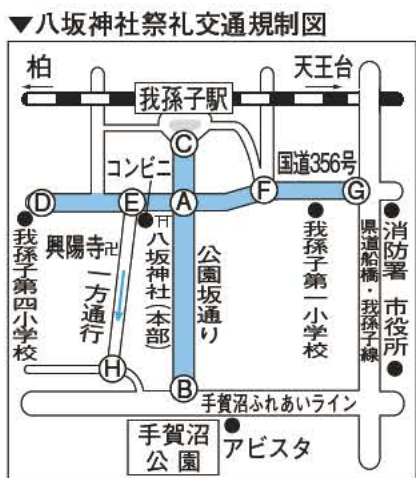 ▼八坂神社祭礼交通規制図
柏
天王台
我孫子駅
C
コンビニ
国道356号
D
E
A
F
G
我孫子第四小学校
興陽寺卍
一方通行
八坂神社(本部)
公園坂通り
我孫子第一小学校
県道船橋・我孫子線
消防署
市役所
H
B
手賀沼ふれあいライン
手賀沼
公園
アビスタ